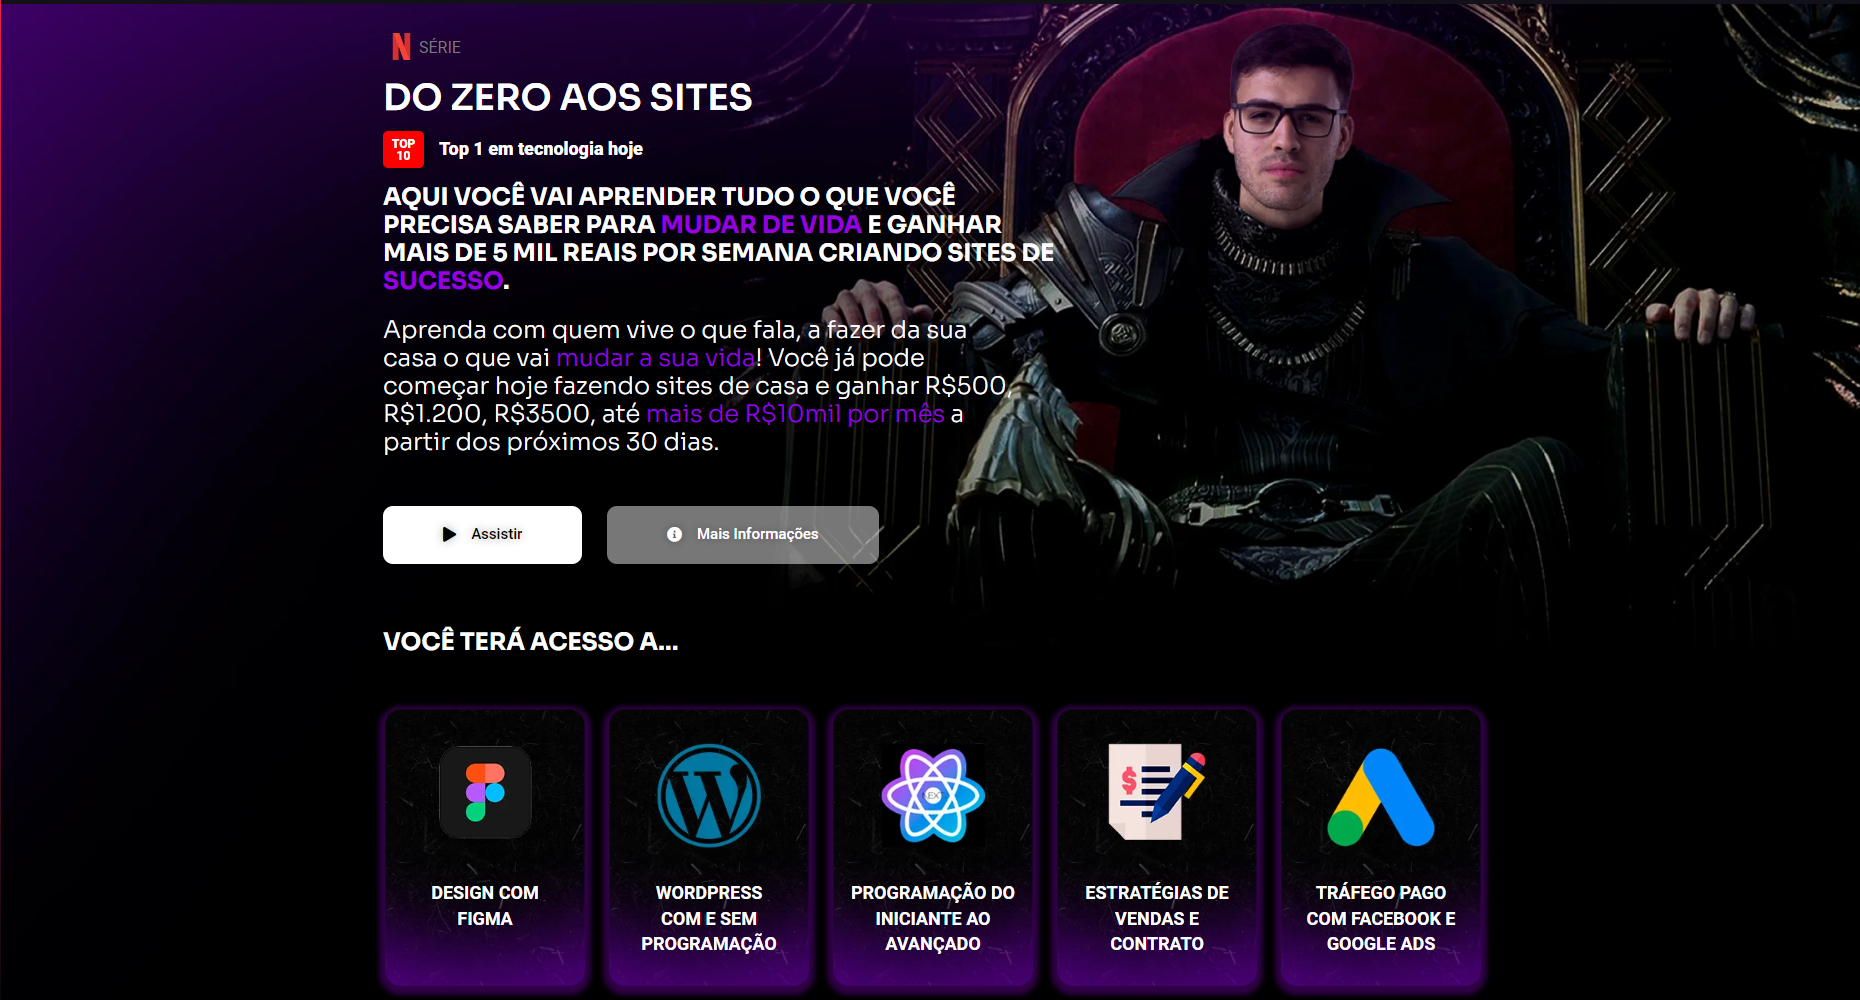 N SÉRIE
DO ZERO AOS SITES
TOP
10
Top 1 em tecnologia hoje
AQUI VOCÊ VAI APRENDER TUDO O QUE VOCÊ
PRECISA SABER PARA MUDAR DE VIDA E GANHAR
MAIS DE 5 MIL REAIS POR SEMANA CRIANDO SITES DE
SUCESSO.
Aprenda com quem vive o que fala, a fazer da sua
casa o que vai mudar a sua vida! Você já pode
começar hoje fazendo sites de casa e ganhar R$500,
R$1.200, R$3500, até mais de R$10mil por mês a
partir dos próximos 30 dias.
Assistir
Mais Informações
VOCÊ TERÁ ACESSO A...
DESIGN COM
FIGMA
WORDPRESS
COM E SEM
PROGRAMAÇÃO
NEXT
PROGRAMAÇÃO DO
INICIANTE AO
AVANÇADO
ESTRATÉGIAS DE
VENDAS E
CONTRATO
TRÁFEGO PAGO
COM FACEBOOK E
GOOGLE ADS